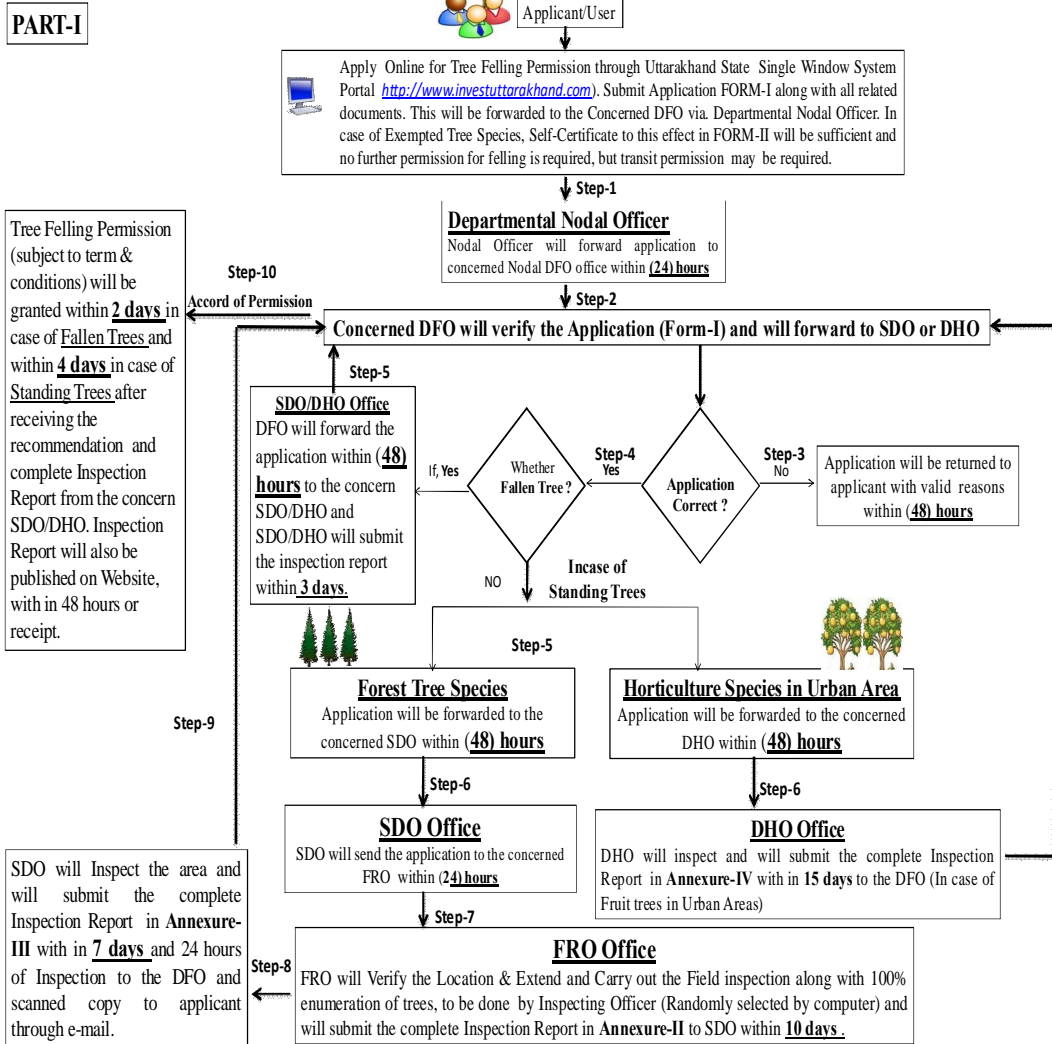 PART-I
Applicant/User
Apply Online for Tree Felling Permission through Uttarakhand State Single Window System
Portal http://www.investuttarakhand.com). Submit Application FORM-I along with all related
documents. This will be forwarded to the Concerned DFO via. Departmental Nodal Officer. In
case of Exempted Tree Species, Self-Certificate to this effect in FORM-II will be sufficient and
no further permission for felling is required, but transit permission may be required.
Step-1
Departmental Nodal Officer
Nodal Officer will forward application to
concerned Nodal DFO office within (24) hours
Step-2
Concerned DFO will verify the Application (Form-I) and will forward to SDO or DHO
Step-10
Accord of Permission
Tree Felling Permission
(subject to term &
conditions) will be
granted within 2 days in
case of Fallen Trees and
within 4 days in case of
Standing Trees after
receiving the
recommendation and
complete Inspection
Report from the concern
SDO/DHO. Inspection
Report will also be
published on Website,
with in 48 hours or
receipt.
Step-5
SDO/DHO Office
DFO will forward the
application within (48)
hours to the concern
SDO/DHO and
SDO/DHO will submit
the inspection report
within 3 days.
If, Yes
Whether
Fallen Tree ?
Step-4
Yes
Application
Correct ?
Step-3
No
Application will be returned to
applicant with valid reasons
within (48) hours
NO
Incase of
Standing Trees
Step-5
Forest Tree Species
Application will be forwarded to the
concerned SDO within (48) hours
Horticulture Species in Urban Area
Application will be forwarded to the concerned
DHO within (48) hours
Step-9
Step-6
Step-6
SDO Office
SDO will send the application to the concerned
FRO within (24) hours
DHO Office
DHO will inspect and will submit the complete Inspection
Report in Annexure-IV with in 15 days to the DFO (In case of
Fruit trees in Urban Areas)
Step-7
FRO Office
FRO will Verify the Location & Extend and Carry out the Field inspection along with 100%
enumeration of trees, to be done by Inspecting Officer (Randomly selected by computer) and
will submit the complete Inspection Report in Annexure-II to SDO within 10 days .
Step-8
SDO will Inspect the area and
will submit the complete
Inspection Report in Annexure-
III with in 7 days and 24 hours
of Inspection to the DFO and
scanned copy to applicant
through e-mail.